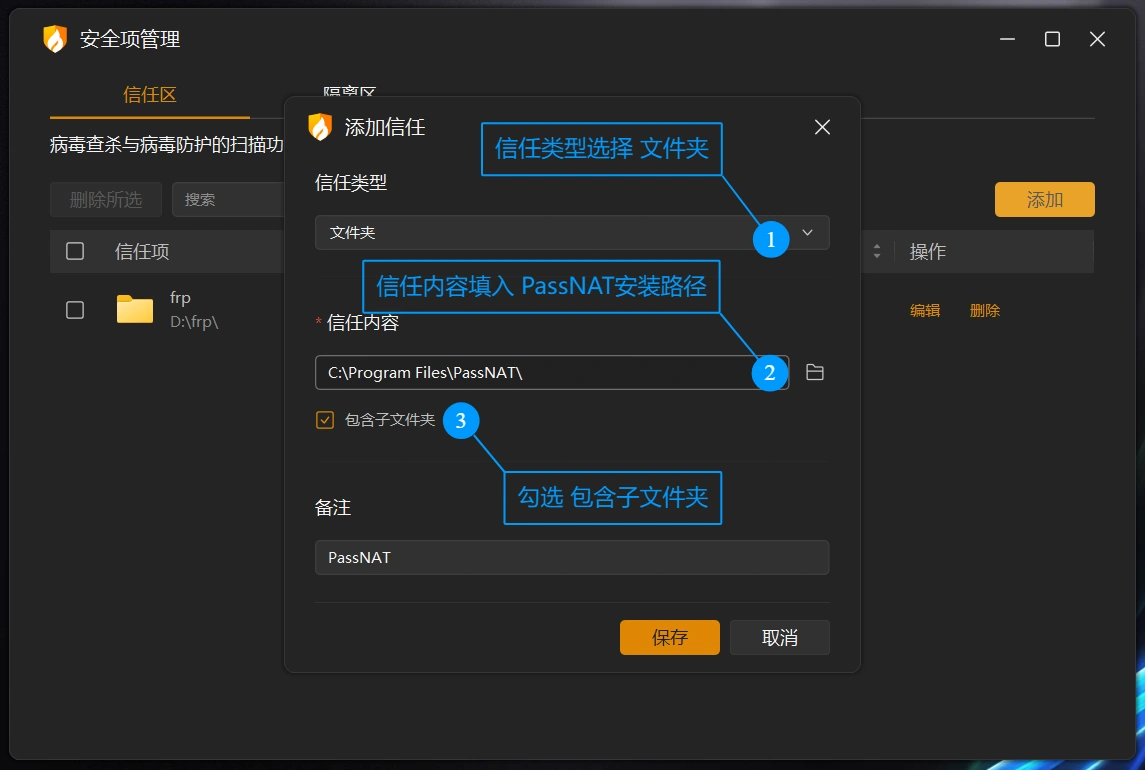 安全项管理
信任区
隔离区
病毒查杀与病毒防护的扫描功
删除所选
搜索
添加
信任项
操作
frp
D:\frp\
编辑
删除
添加信任
信任类型选择 文件夹
信任类型
文件夹
1
信任内容填入 PassNAT安装路径
* 信任内容
C:\Program Files\PassNAT\
2
包含子文件夹
3
勾选 包含子文件夹
备注
PassNAT
保存
取消